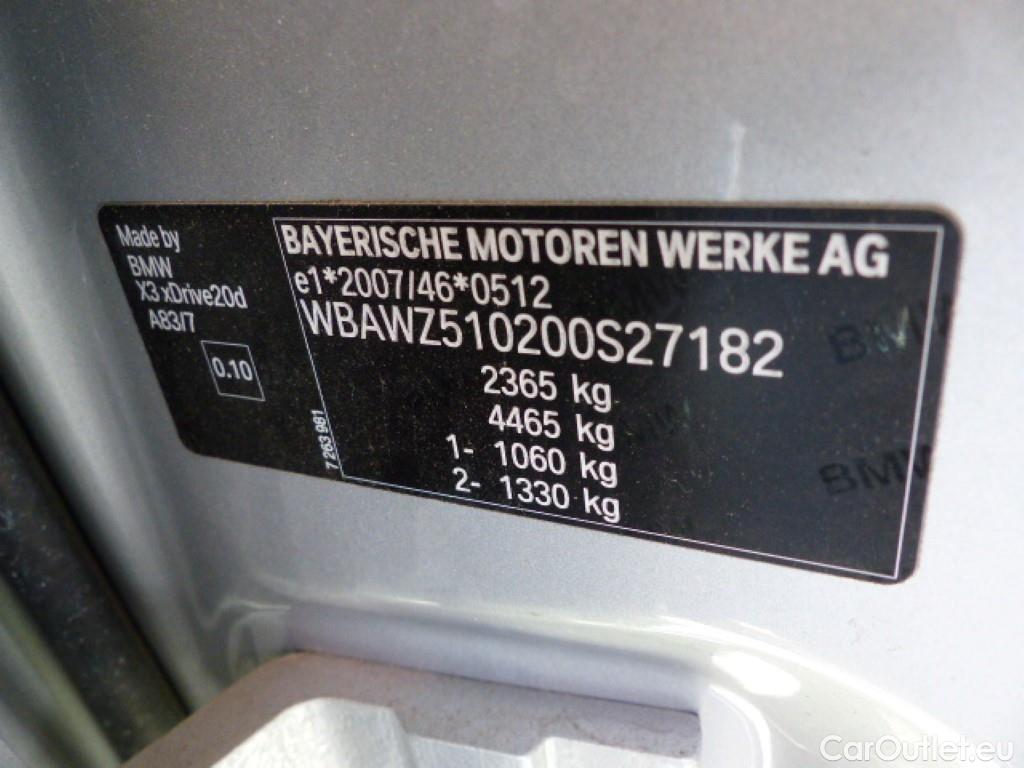 Made by
BMW
X3 xDrive20d
A83/7
0.10
7 263 981
BAYERISCHE MOTOREN WERKE AG
e1*2007/46*0512
WBAWZ510200S27182
2365 kg
4465 kg
1- 1060 kg
2- 1330 kg
BMW
BMW
CarOutlet.eu